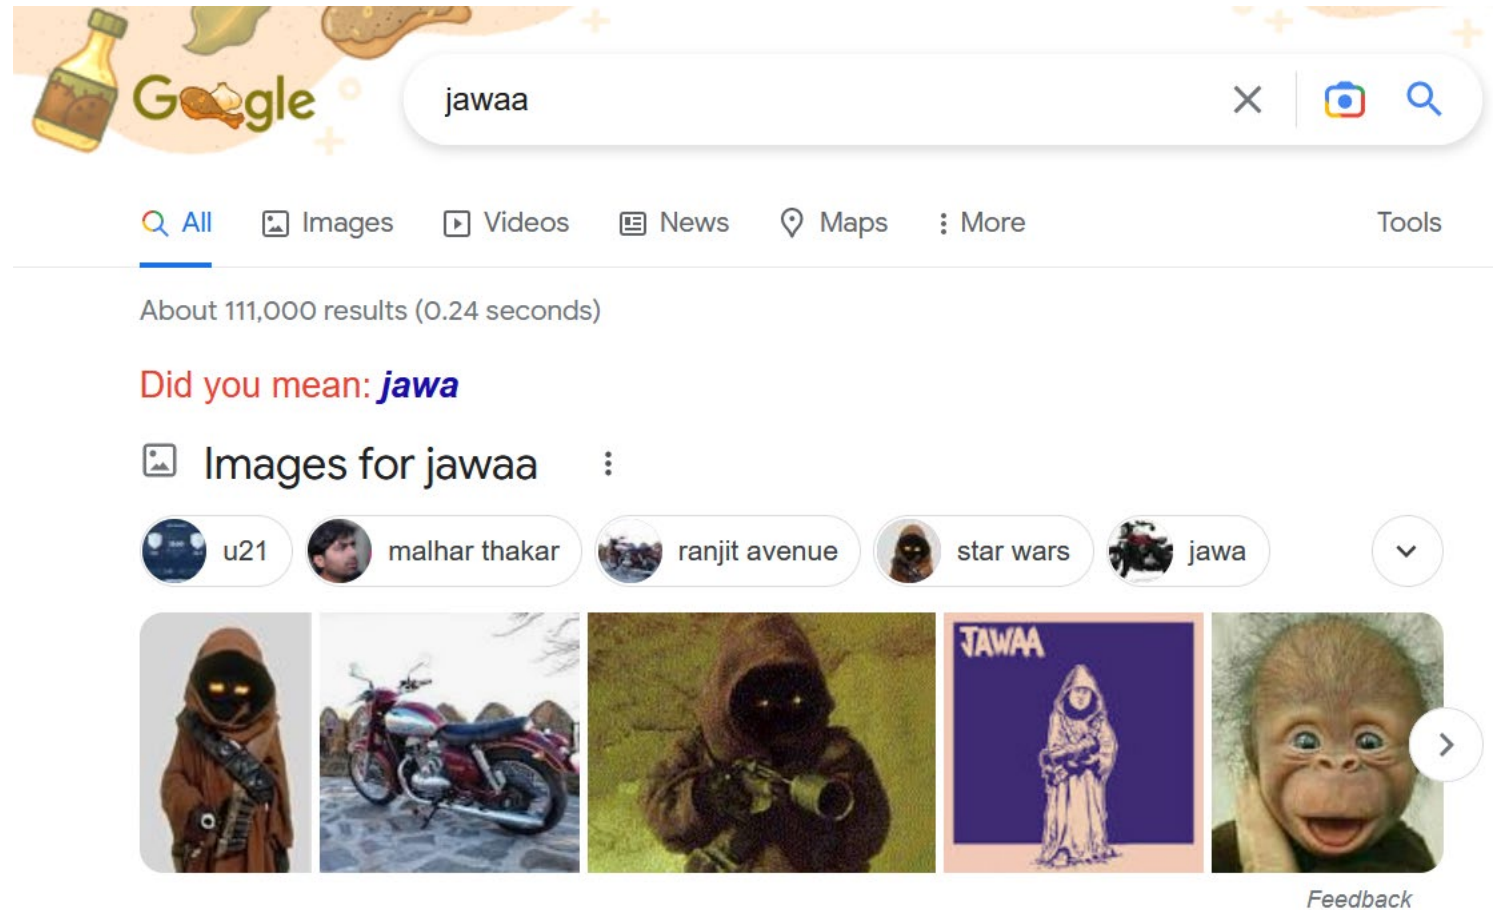 Google
jawaa
All Images Videos News Maps More Tools
About 111,000 results (0.24 seconds)
Did you mean: jawa
Images for jawaa
u21 malhar thakar ranjit avenue star wars jawa
JAWAA
Feedback